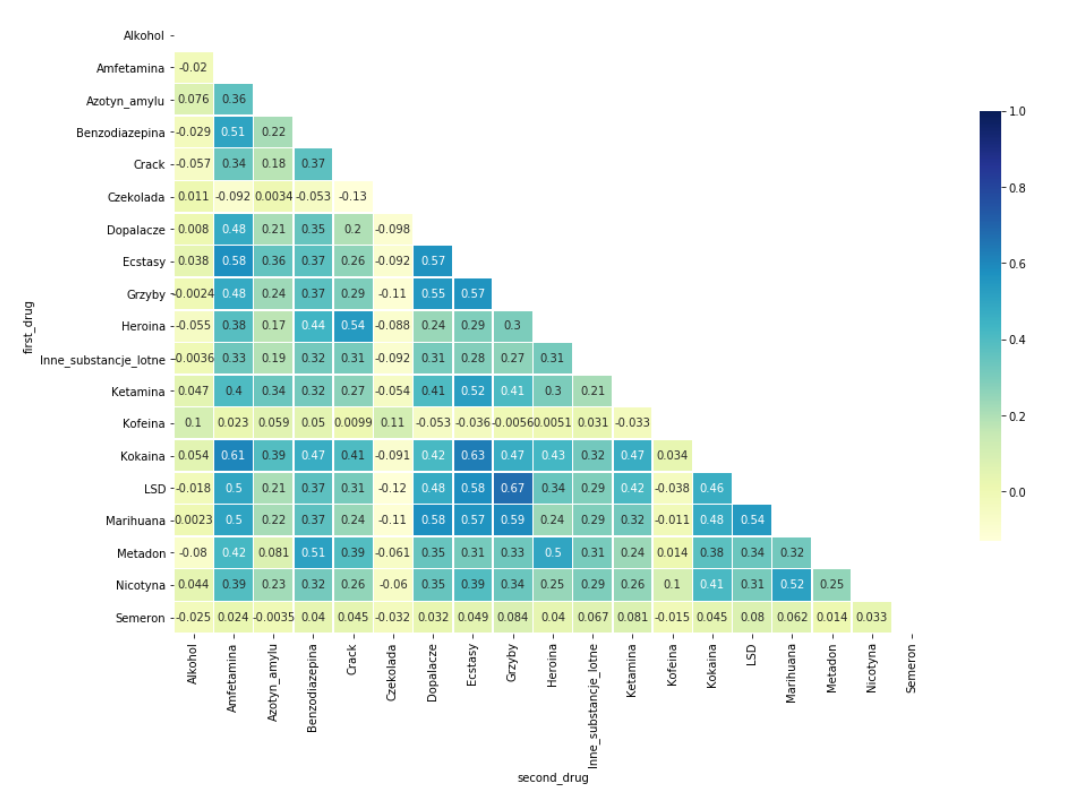 Alkohol
Amfetamina -0.02
Azotyn_amylu 0.076 0.36
Benzodiazepina -0.029 0.51 0.22
Crack -0.057 0.34 0.18 0.37
Czekolada 0.011 -0.092 0.0034 -0.053 -0.13
Dopalacze 0.008 0.48 0.21 0.35 0.2 -0.098
Ecstasy 0.038 0.58 0.36 0.37 0.26 -0.092 0.57
Grzyby -0.0024 0.48 0.24 0.37 0.29 -0.11 0.55 0.57
Heroina -0.055 0.38 0.17 0.44 0.54 -0.088 0.24 0.29 0.3
Inne_substancje_lotne -0.0036 0.33 0.19 0.32 0.31 -0.092 0.31 0.28 0.27 0.31
Ketamina 0.047 0.4 0.34 0.32 0.27 -0.054 0.41 0.52 0.41 0.3 0.21
Kofeina 0.1 0.023 0.059 0.05 0.0099 0.11 -0.053 -0.036 -0.0056 0.0051 0.031 -0.033
Kokaina 0.054 0.61 0.39 0.47 0.41 -0.091 0.42 0.63 0.47 0.43 0.32 0.47 0.034
LSD -0.018 0.5 0.21 0.37 0.31 -0.12 0.48 0.58 0.67 0.34 0.29 0.42 -0.038 0.46
Marihuana 0.0023 0.5 0.22 0.37 0.24 -0.11 0.58 0.57 0.59 0.24 0.29 0.32 -0.011 0.48 0.54
Metadon -0.08 0.42 0.081 0.51 0.39 -0.061 0.35 0.31 0.33 0.5 0.31 0.24 0.014 0.38 0.34 0.32
Nicotyna 0.044 0.39 0.23 0.32 0.26 -0.06 0.35 0.39 0.34 0.25 0.29 0.26 0.1 0.41 0.31 0.52 0.25
Semeron -0.025 0.024 -0.0035 0.04 0.045 -0.032 0.032 0.049 0.084 0.04 0.067 0.081 -0.015 0.045 0.08 0.062 0.014 0.033
first_drug
Alkohol
Amfetamina
Azotyn_amylu
Benzodiazepina
Crack
Czekolada
Dopalacze
Ecstasy
Grzyby
Heroina
Inne_substancje_lotne
Ketamina
Kofeina
Kokaina
LSD
Marihuana
Metadon
Nicotyna
Semeron
second_drug
1.0
0.8
0.6
0.4
0.2
0.0